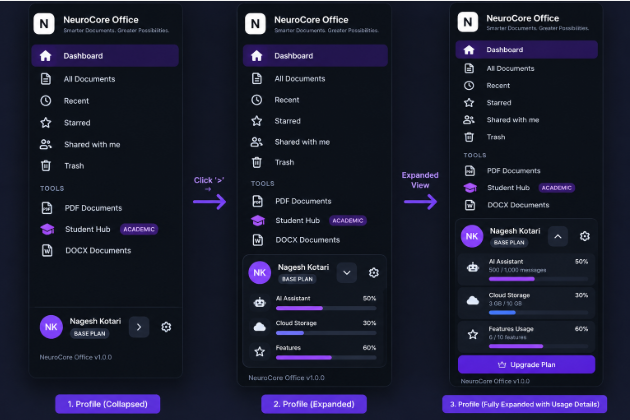 N
NeuroCore Office
Smarter Documents. Greater Possibilities.
Dashboard
All Documents
Recent
Starred
Shared with me
Trash
TOOLS
PDF Documents
Student Hub
ACADEMIC
DOCX Documents
NK
Nagesh Kotari
BASE PLAN
NeuroCore Office v1.0.0
1. Profile (Collapsed)
Click '>'
N
NeuroCore Office
Smarter Documents. Greater Possibilities.
Dashboard
All Documents
Recent
Starred
Shared with me
Trash
TOOLS
PDF Documents
Student Hub
ACADEMIC
DOCX Documents
NK
Nagesh Kotari
BASE PLAN
AI Assistant 50%
Cloud Storage 30%
Features 60%
NeuroCore Office v1.0.0
2. Profile (Expanded)
Expanded
View
N
NeuroCore Office
Smarter Documents. Greater Possibilities.
Dashboard
All Documents
Recent
Starred
Shared with me
Trash
TOOLS
PDF Documents
Student Hub
ACADEMIC
DOCX Documents
NK
Nagesh Kotari
BASE PLAN
AI Assistant 50%
500 / 1,000 messages
Cloud Storage 30%
3 GB / 10 GB
Features Usage 60%
6 / 10 features
Upgrade Plan
NeuroCore Office v1.0.0
3. Profile (Fully Expanded with Usage Details)